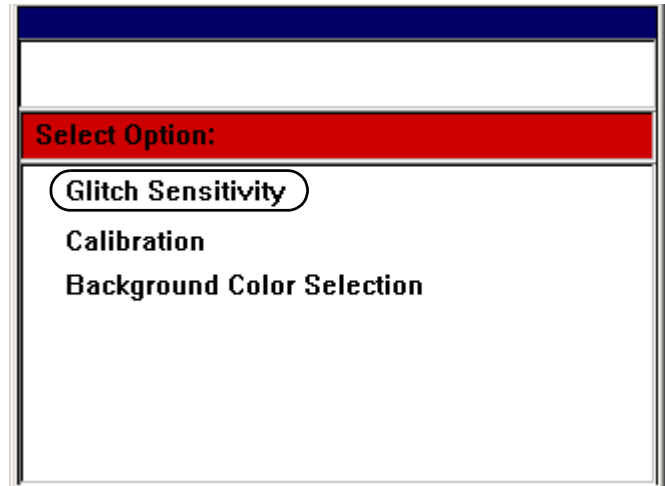 Select Option:
Glitch Sensitivity
Calibration
Background Color Selection